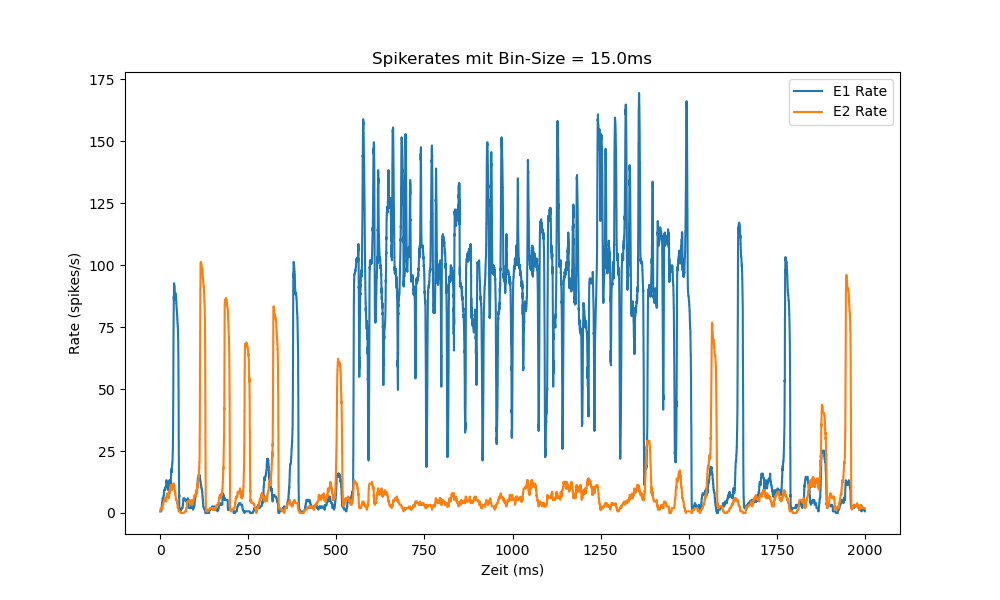 Spikerates mit Bin-Size = 15.0ms
E1 Rate
E2 Rate
175
150
125
100
75
50
25
0
Rate (spikes/s)
0 250 500 750 1000 1250 1500 1750 2000
Zeit (ms)